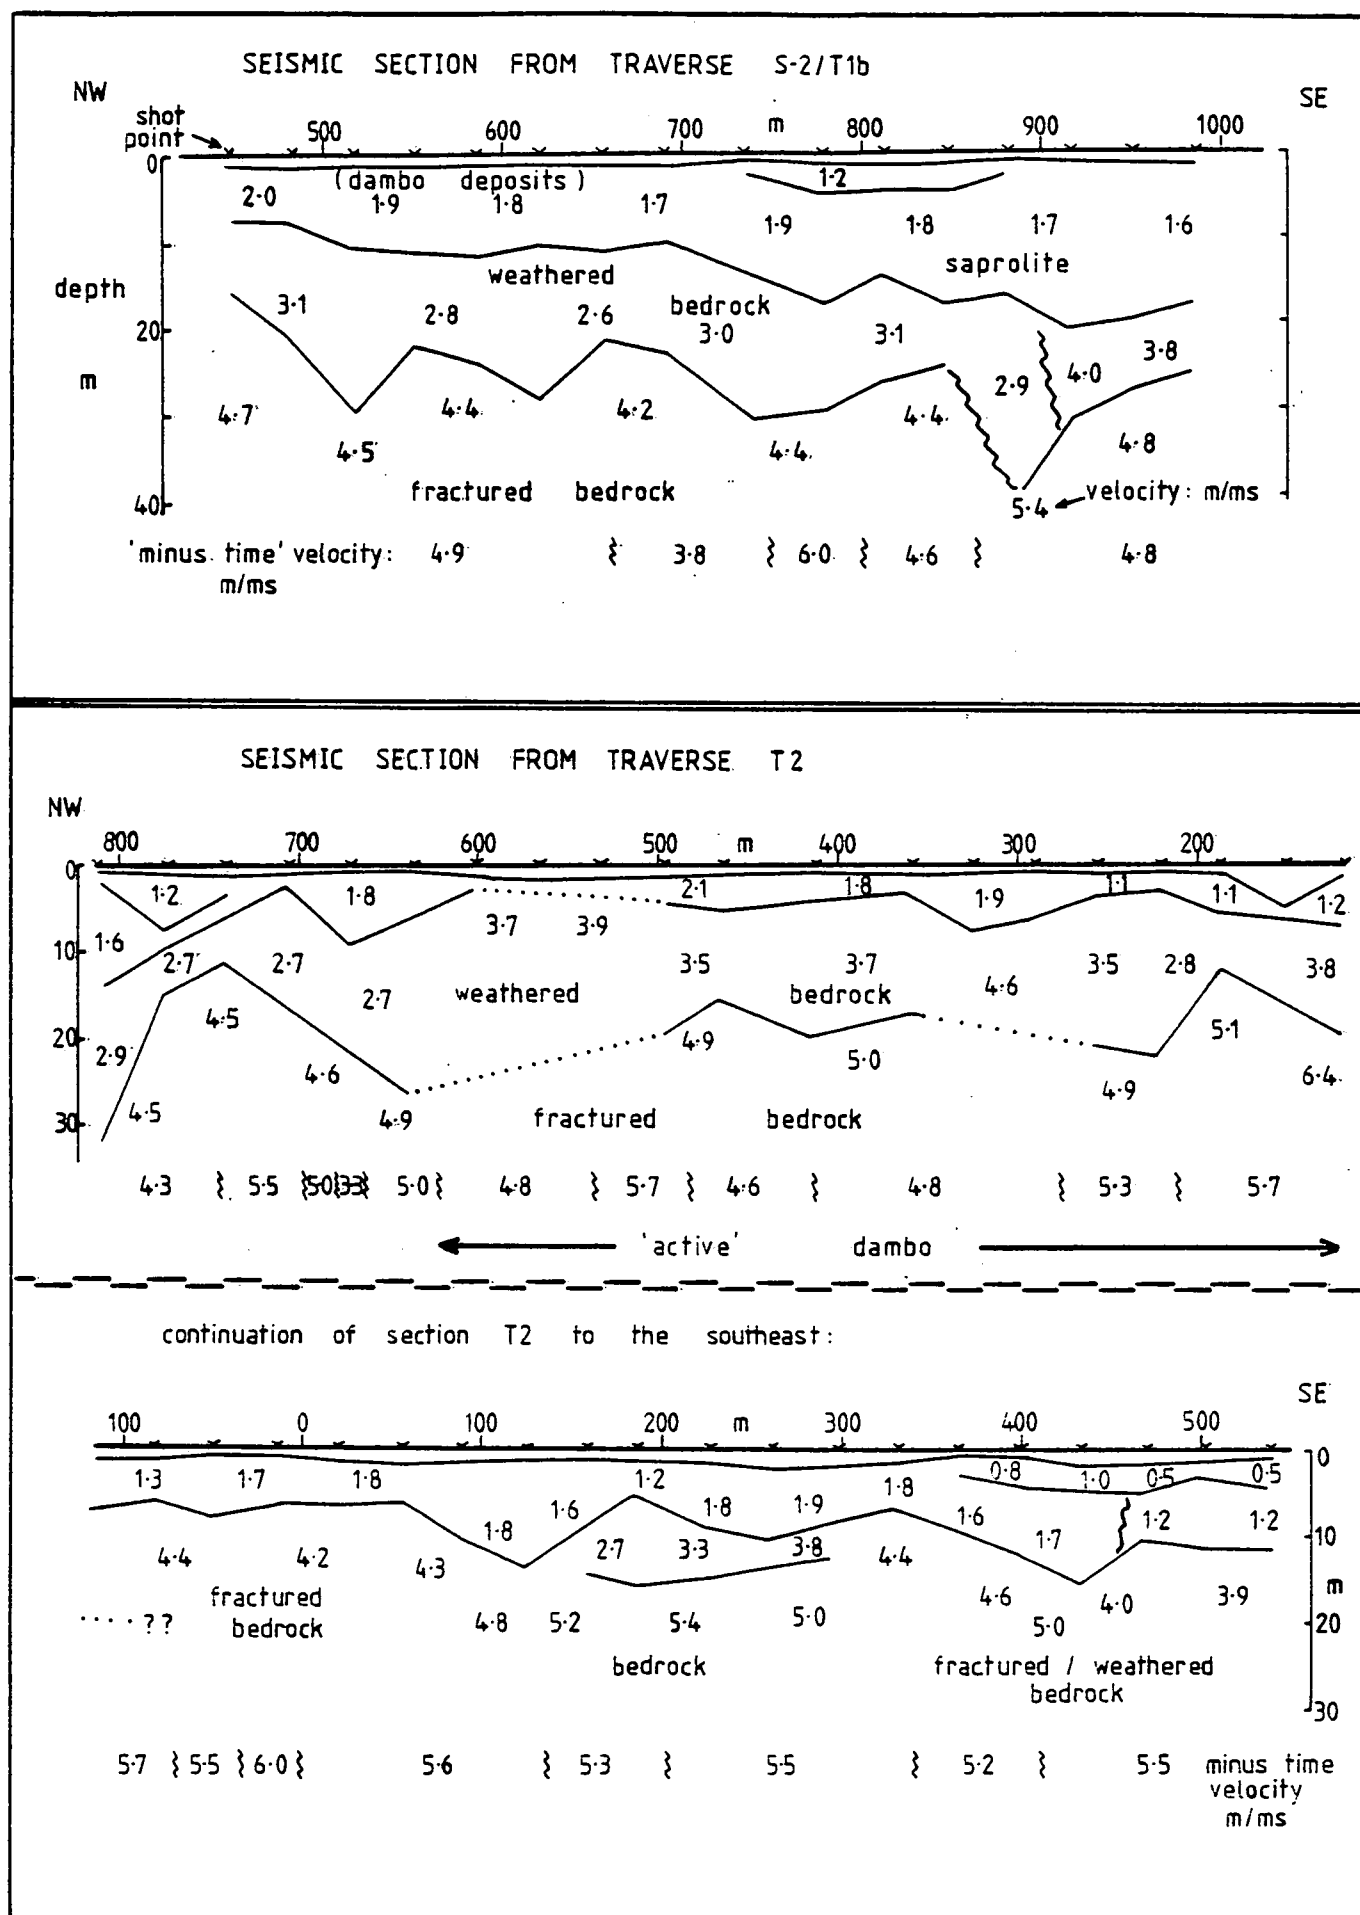 SEISMIC SECTION FROM TRAVERSE S-2/T1b
NW
SE
shot
point
500 600 700 m 800 900 1000
0
(dambo deposits)
1·2
2·0 1·9 1·8 1·7 1·9 1·8 1·7 1·6
weathered
saprolite
depth
bedrock
3·1 2·8 2·6 3·0 3·1 3·8
20
m
2·9 4·0
4·7 4·4 4·2 4·4 4·8
4·5 4·4
fractured bedrock
velocity: m/ms
40
5·4
'minus time' velocity: 4·9 3·8 6·0 4·6 4·8
m/ms
SEISMIC SECTION FROM TRAVERSE T2
NW
800 700 600 500 m 400 300 200
0
1·2 1·8 2·1 1·8 1·9 1·1 1·1 1·2
1·6 3·7 3·9
10
2·7 2·7 3·5 3·7 4·6 3·5 2·8 3·8
2·7 weathered bedrock
4·5 5·1
20
2·9 4·6 4·9 5·0 4·9 6·4
30
4·5 4·9 fractured bedrock
4·3 5·5 5·0 3·3 5·0 4·8 5·7 4·6 4·8 5·3 5·7
'active' dambo
continuation of section T2 to the southeast:
SE
100 0 100 200 m 300 400 500
0
1·3 1·7 1·8 1·2 1·8 0·8 1·0 0·5 0·5
1·8 1·6 1·8 1·9 1·6 1·7 1·2 1·2
10
4·4 4·2 4·3 2·7 3·3 3·8 4·4
fractured
bedrock
m
4·6 4·0 3·9
?? 4·8 5·2 5·4 5·0 5·0
20
bedrock
fractured / weathered
bedrock
30
5·7 5·5 6·0 5·6 5·3 5·5 5·2 5·5 minus time
velocity
m/ms